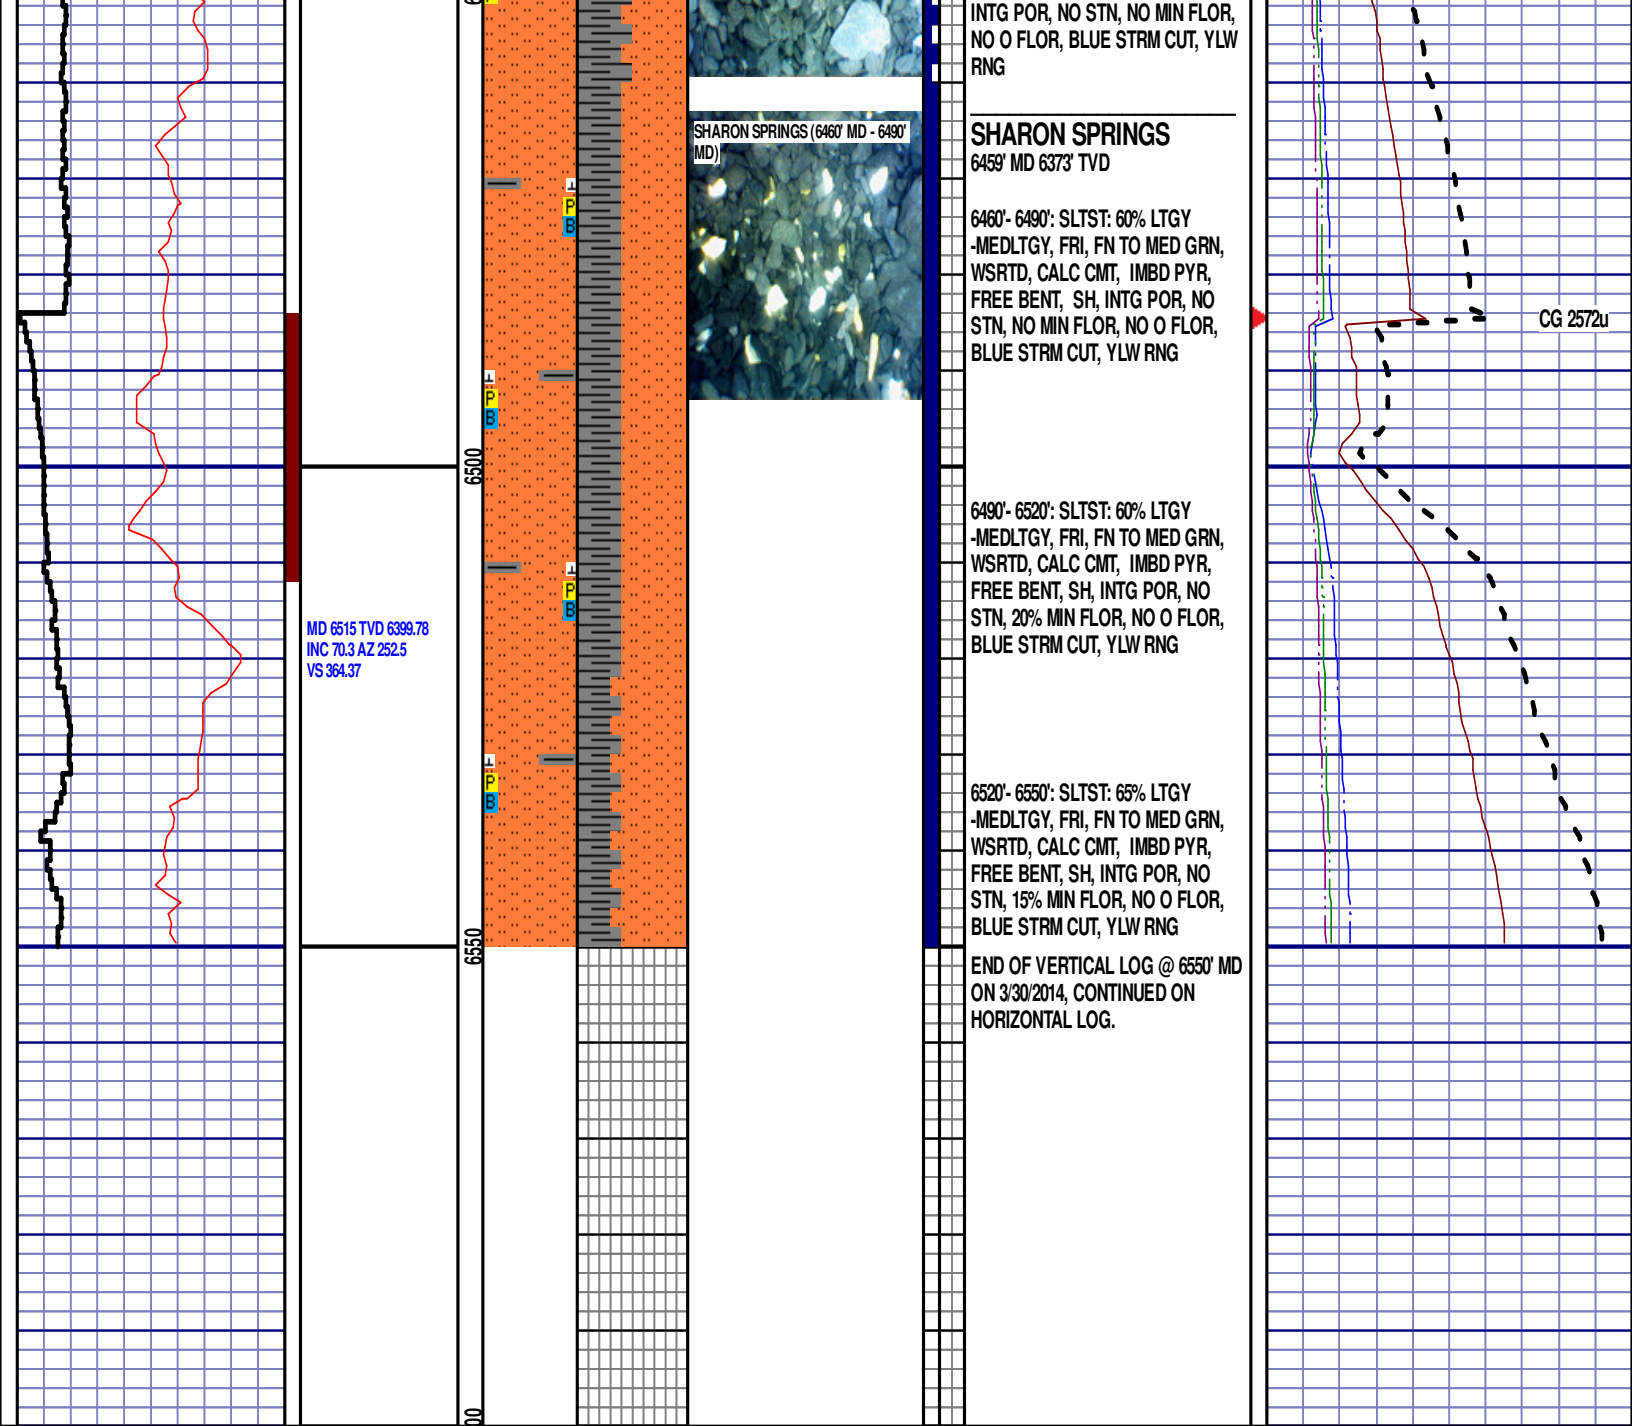 INTG POR, NO STN, NO MIN FLOR,
NO O FLOR, BLUE STRM CUT, YLW
RNG
SHARON SPRINGS (6460' MD - 6490'
MD)
SHARON SPRINGS
6459' MD 6373' TVD
P
B
6460'- 6490': SLTST: 60% LTGY
-MEDLTGY, FRI, FN TO MED GRN,
WSRTD, CALC CMT, IMBD PYR,
FREE BENT, SH, INTG POR, NO
STN, NO MIN FLOR, NO O FLOR,
BLUE STRM CUT, YLW RNG
CG 2572u
P
B
6500
6490'- 6520': SLTST: 60% LTGY
-MEDLTGY, FRI, FN TO MED GRN,
WSRTD, CALC CMT, IMBD PYR,
FREE BENT, SH, INTG POR, NO
STN, 20% MIN FLOR, NO O FLOR,
BLUE STRM CUT, YLW RNG
P
B
MD 6515 TVD 6399.78
INC 70.3 AZ 252.5
VS 364.37
P
B
6520'- 6550': SLTST: 65% LTGY
-MEDLTGY, FRI, FN TO MED GRN,
WSRTD, CALC CMT, IMBD PYR,
FREE BENT, SH, INTG POR, NO
STN, 15% MIN FLOR, NO O FLOR,
BLUE STRM CUT, YLW RNG
6550
END OF VERTICAL LOG @ 6550' MD
ON 3/30/2014, CONTINUED ON
HORIZONTAL LOG.